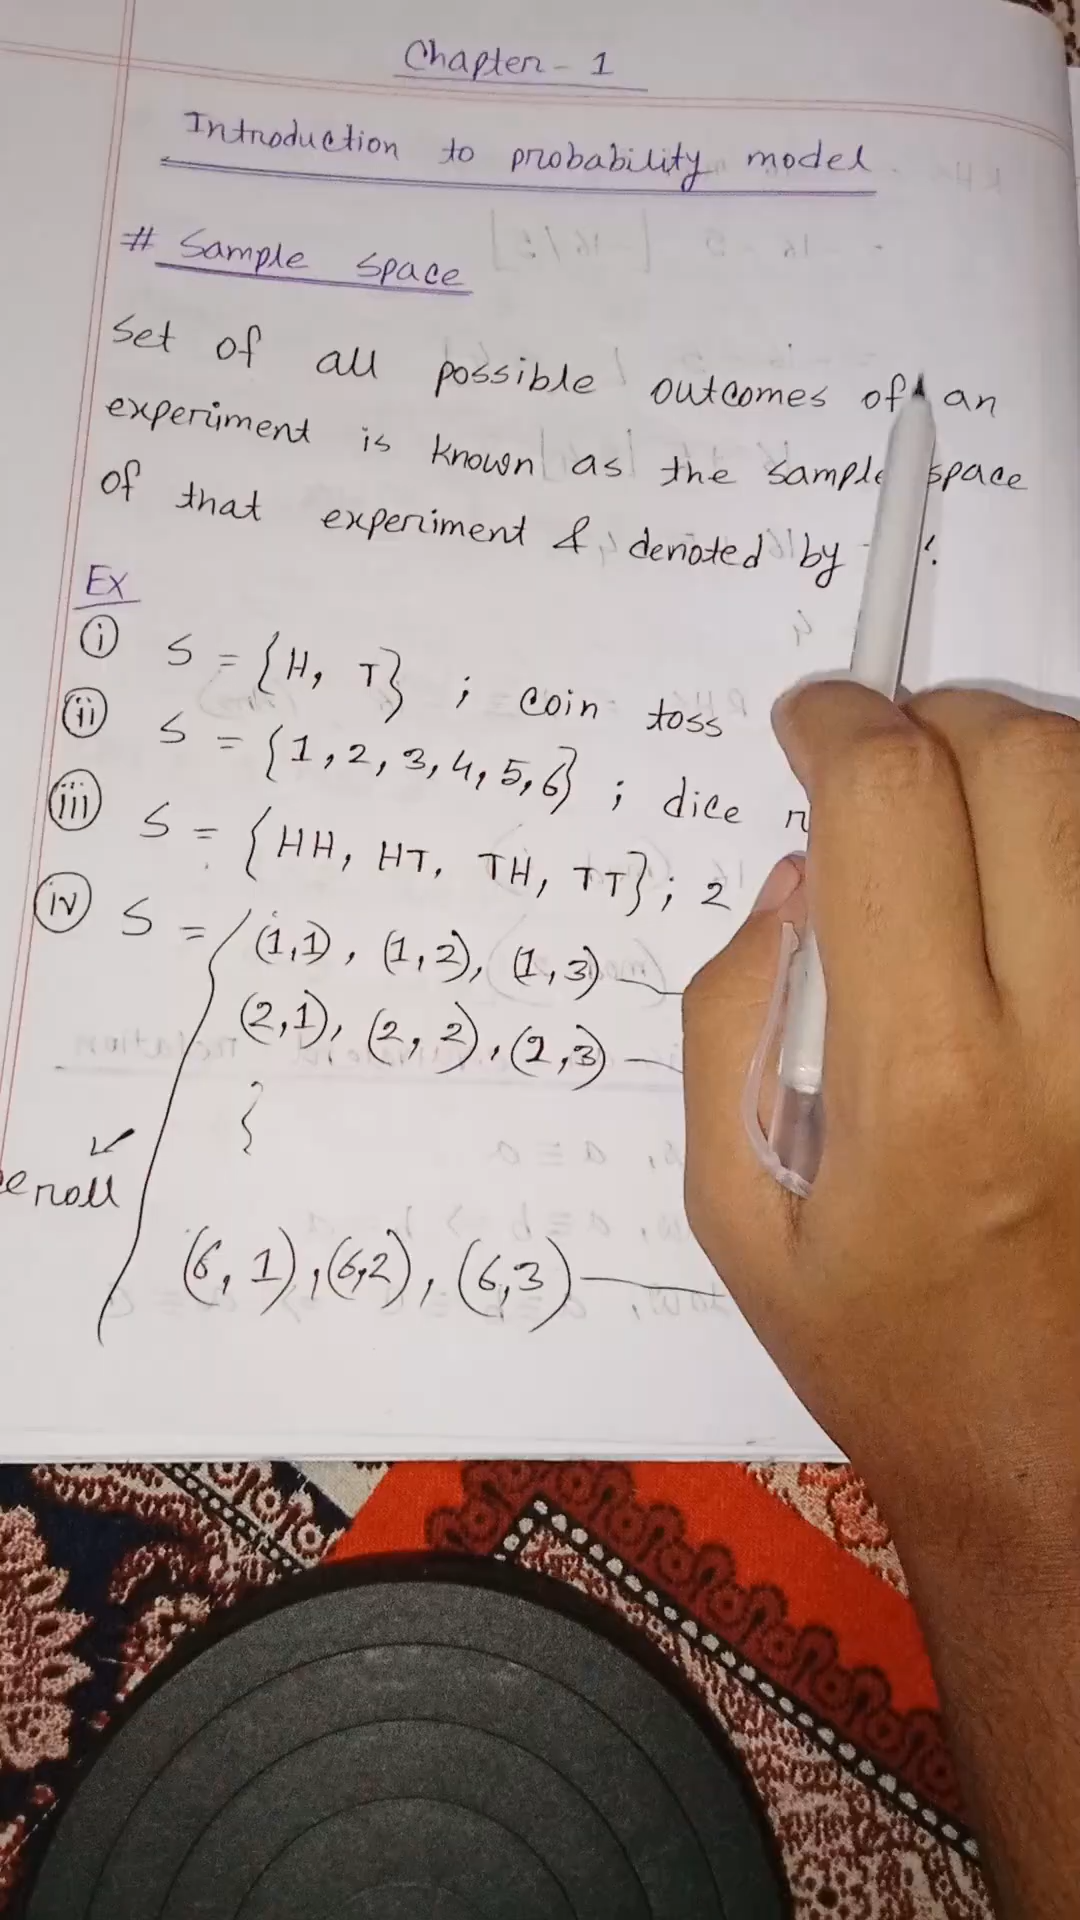 Chapter - 1
Introduction to probability model
# Sample space
Set of all possible outcomes of an
experiment is known as the sample space
of that experiment & denoted by
Ex
(i) S = {H, T} ; coin toss
(ii) S = {1, 2, 3, 4, 5, 6} ; dice
(iii) S = {HH, HT, TH, TT} ; 2
(iv) S = { (1,1), (1,2), (1,3)
(2,1), (2,2), (2,3)
roll
(6,1), (6,2), (6,3)